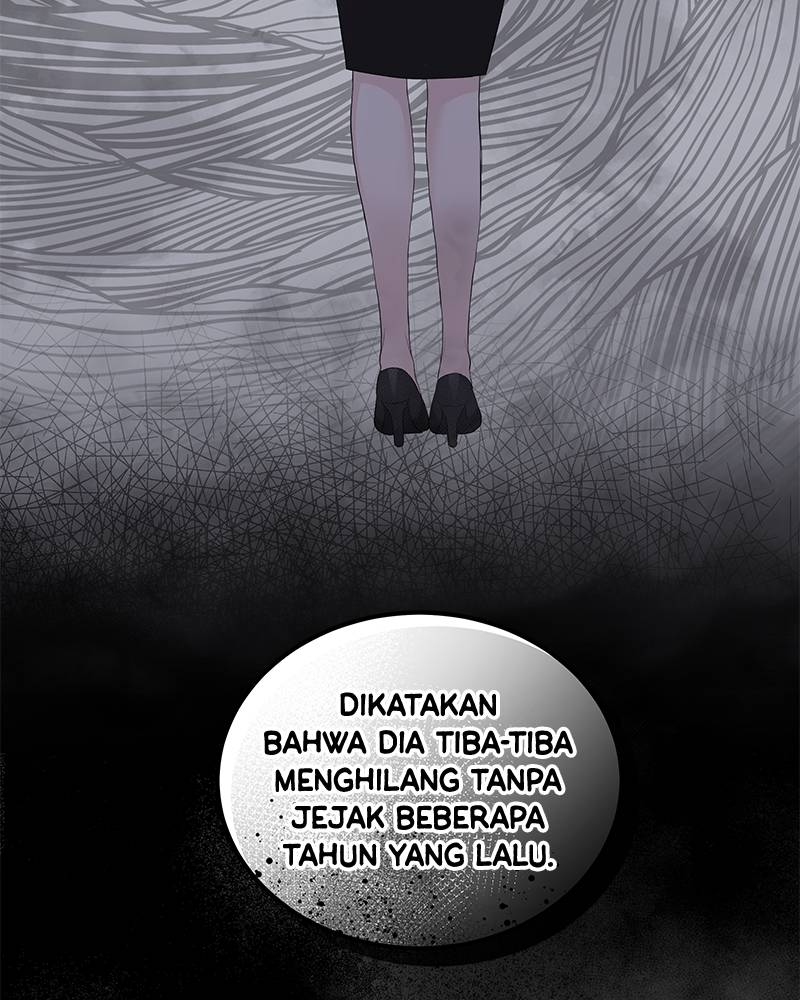 DIKATAKAN
BAHWA DIA TIBA-TIBA
MENGHILANG TANPA
JEJAK BEBERAPA
TAHUN YANG LALU.